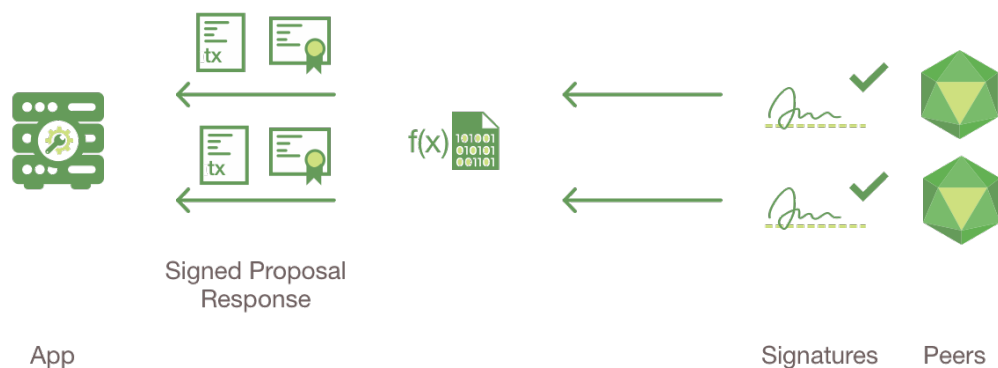 tx
tx
f(x)
101001
010101
001101
Signed Proposal
Response
App
Signatures
Peers